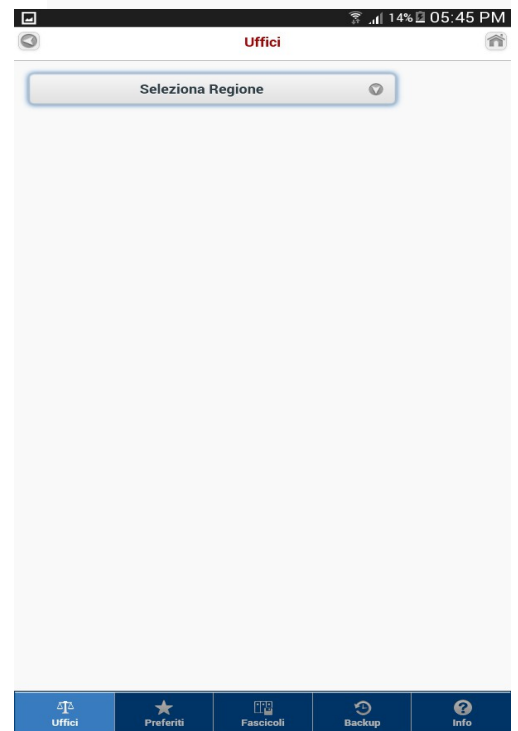 14% 05:45 PM
Uffici
Seleziona Regione
Uffici Preferiti Fascicoli Backup Info